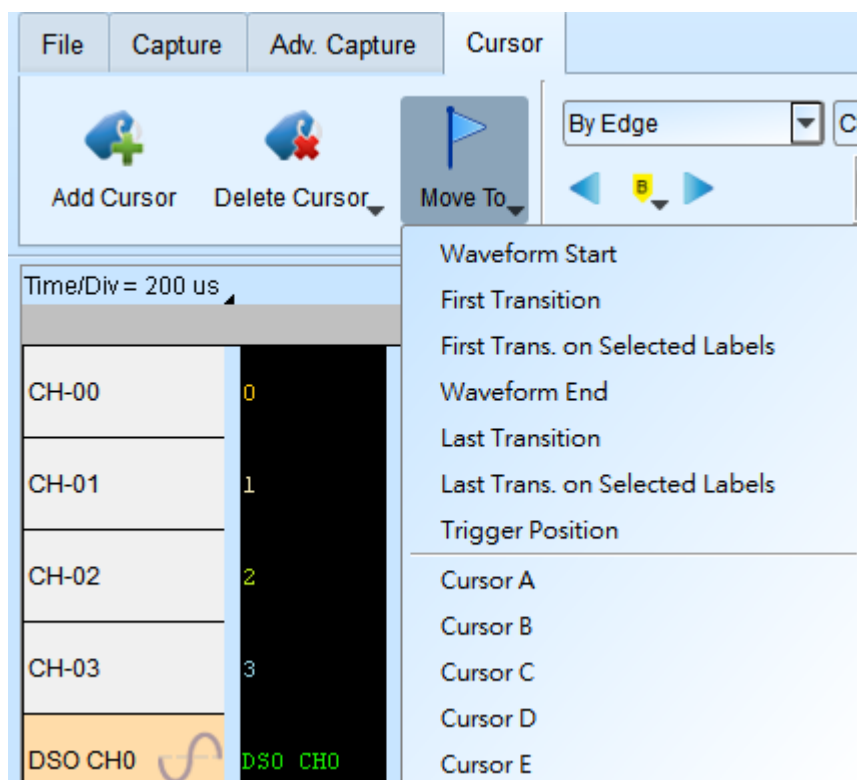 File Capture Adv. Capture Cursor
Add Cursor Delete Cursor Move To
By Edge C
B
Time/Div = 200 us
Waveform Start
First Transition
First Trans. on Selected Labels
Waveform End
Last Transition
Last Trans. on Selected Labels
Trigger Position
Cursor A
Cursor B
Cursor C
Cursor D
Cursor E
CH-00 0
CH-01 1
CH-02 2
CH-03 3
DSO CH0 DSO CH0